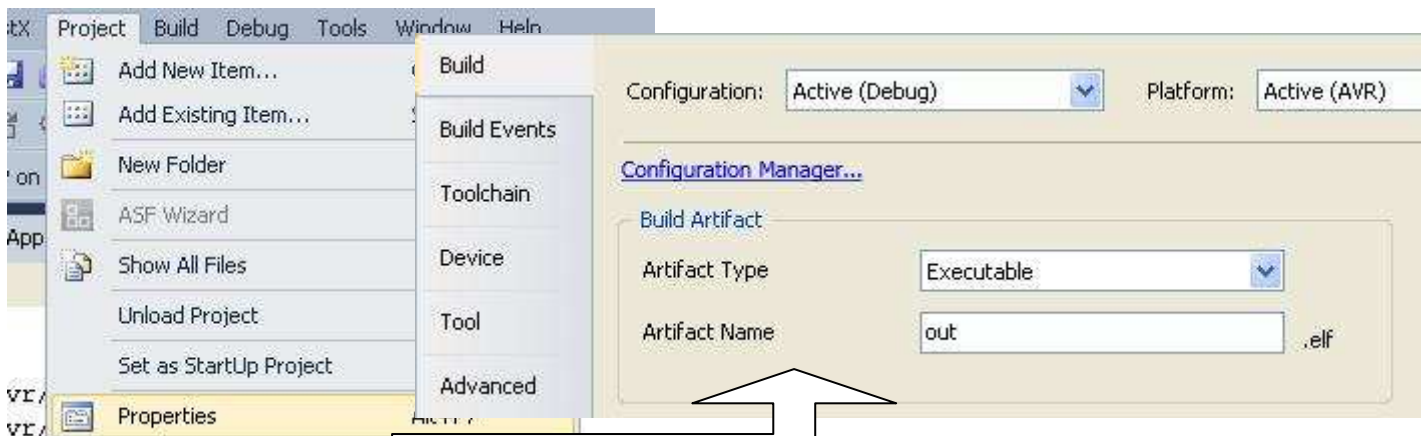 Project Build Debug Tools Window Help
Add New Item...
Add Existing Item...
New Folder
ASF Wizard
Show All Files
Unload Project
Set as StartUp Project
Properties
Build
Build Events
Toolchain
Device
Tool
Advanced
Configuration: Active (Debug) Platform: Active (AVR)
Configuration Manager...
Build Artifact
Artifact Type Executable
Artifact Name out .elf